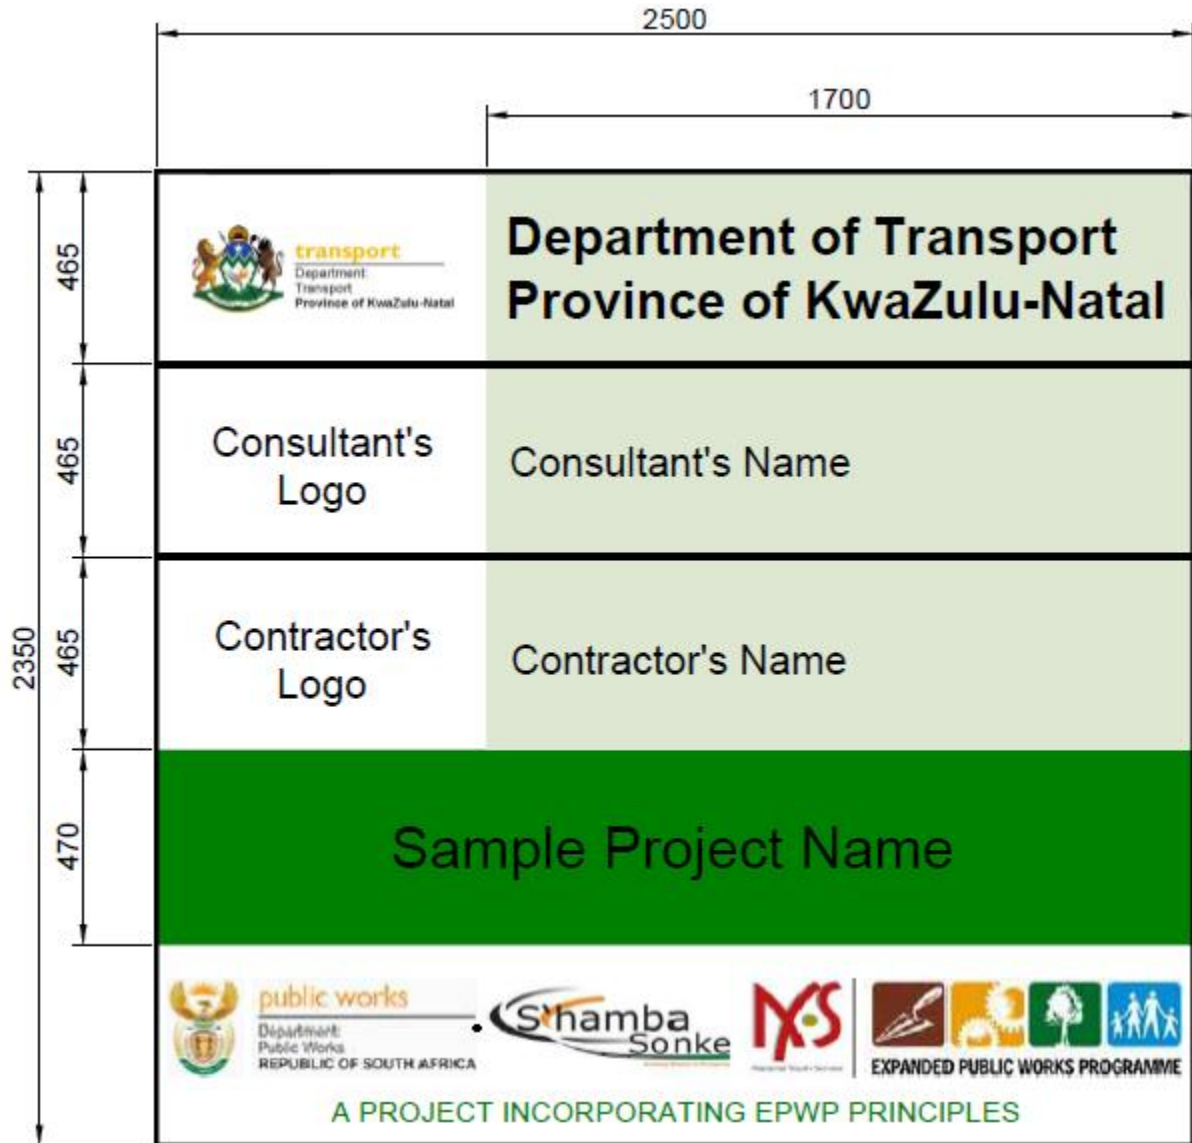 2500
1700
465
transport
Department:
Transport
Province of KwaZulu-Natal
Department of Transport
Province of KwaZulu-Natal
465
Consultant's
Logo
Consultant's Name
2350
465
Contractor's
Logo
Contractor's Name
470
Sample Project Name
public works
Department:
Public Works
REPUBLIC OF SOUTH AFRICA
S'hamba
Sonke
NYS
EXPANDED PUBLIC WORKS PROGRAMME
A PROJECT INCORPORATING EPWP PRINCIPLES